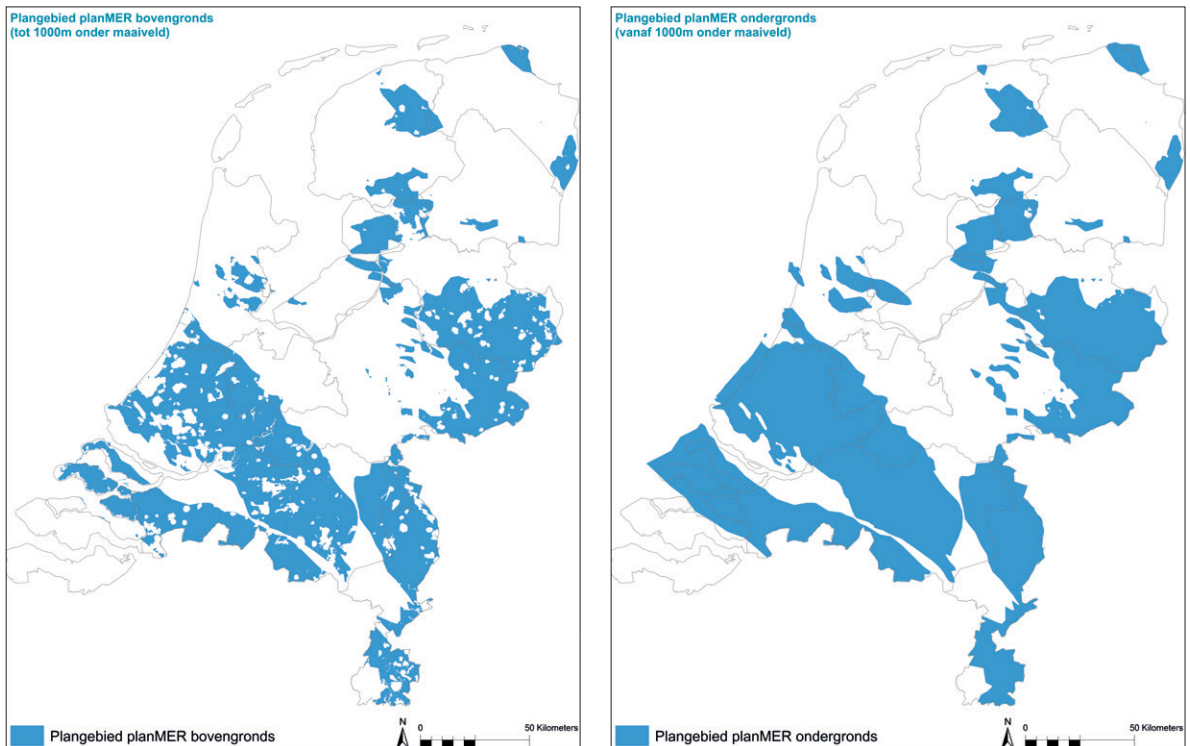 Plangebied planMER bovengronds
(tot 1000m onder maaiveld)
Plangebied planMER bovengronds
N
0
50 Kilometers
Plangebied planMER ondergronds
(vanaf 1000m onder maaiveld)
Plangebied planMER ondergronds
N
0
50 Kilometers